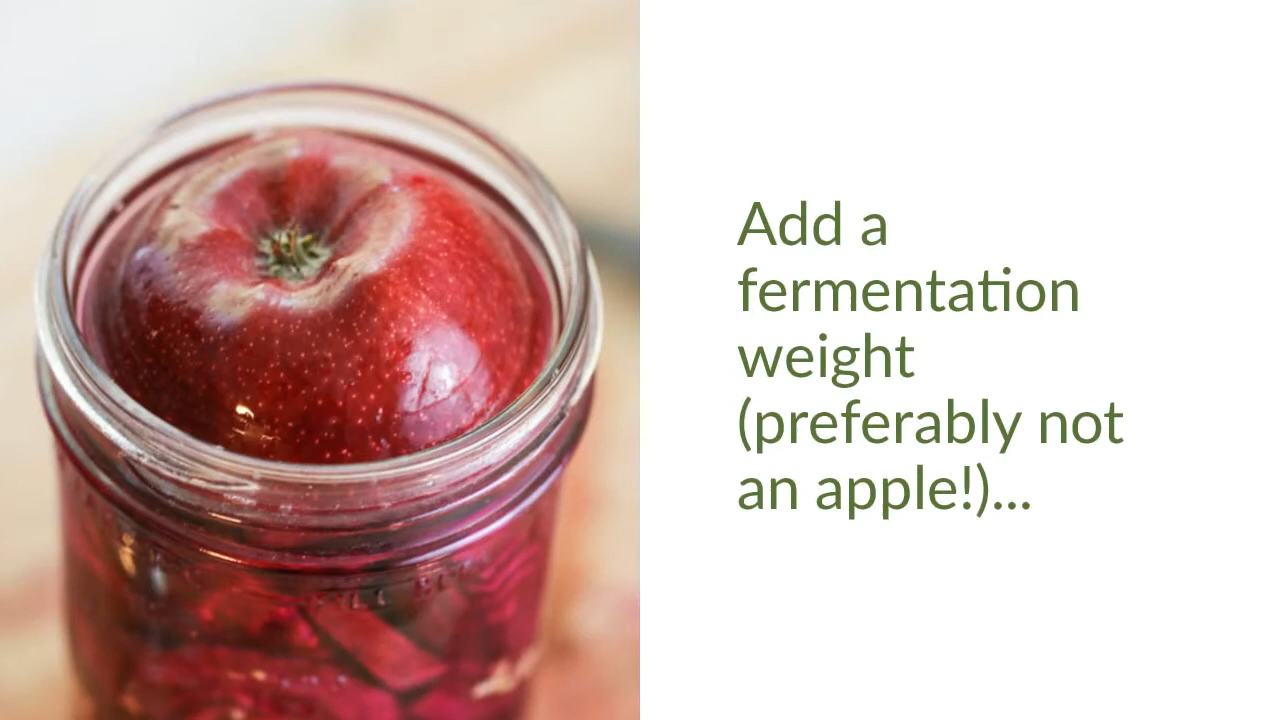 Add a
fermentation
weight
(preferably not
an apple!)...